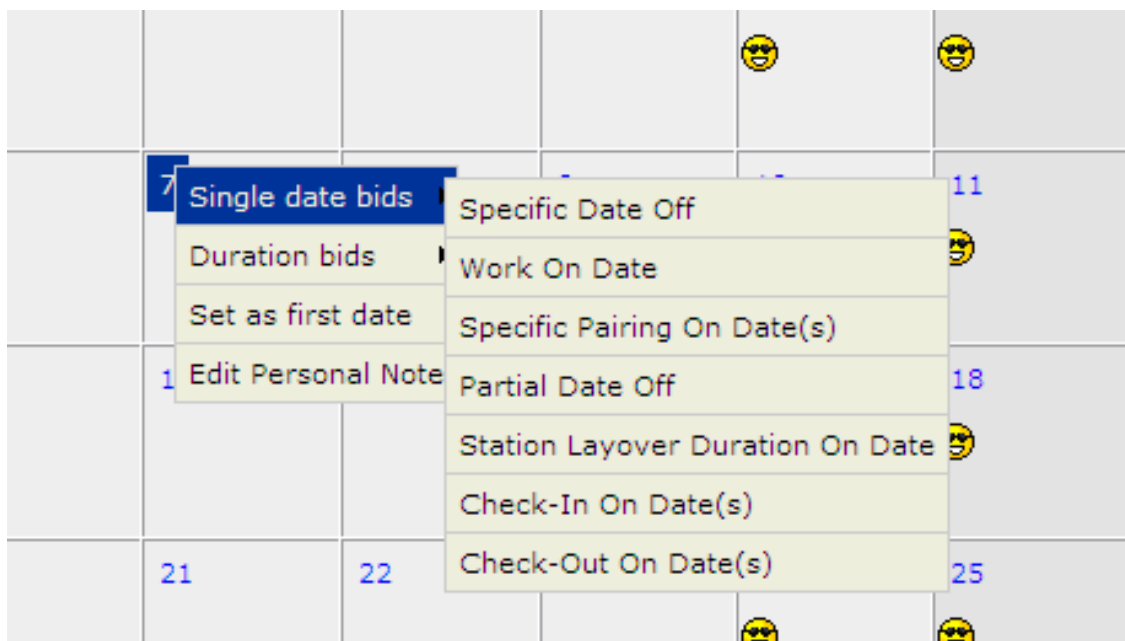 7
Single date bids
Duration bids
Set as first date
Edit Personal Note
Specific Date Off
Work On Date
Specific Pairing On Date(s)
Partial Date Off
Station Layover Duration On Date
Check-In On Date(s)
Check-Out On Date(s)
11
18
21
22
25